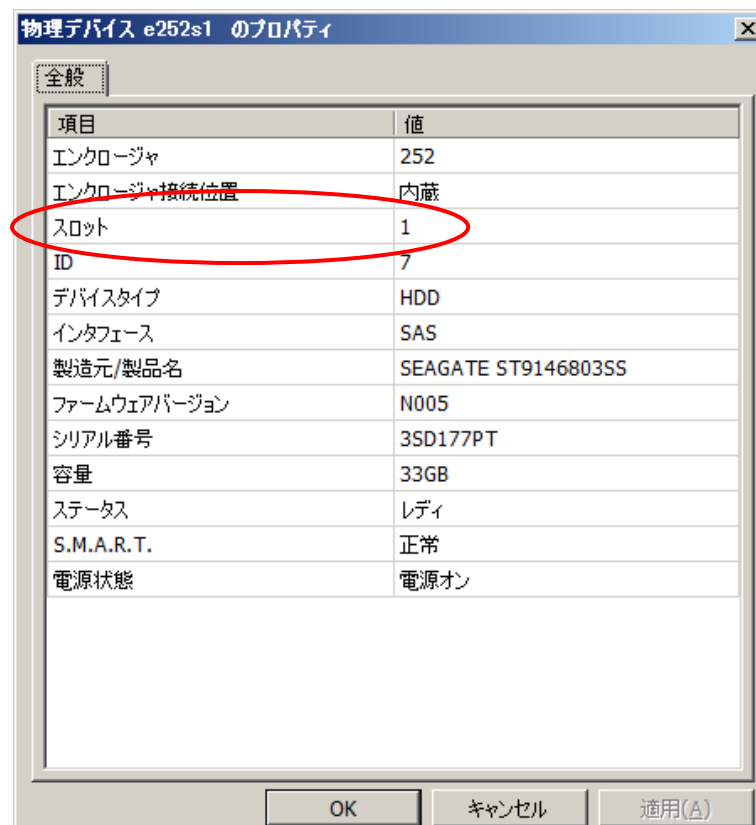 物理デバイス e252s1 のプロパティ
全般
項目 値
エンクロージャ 252
エンクロージャ接続位置 内蔵
スロット 1
ID 7
デバイスタイプ HDD
インタフェース SAS
製造元/製品名 SEAGATE ST9146803SS
ファームウェアバージョン N005
シリアル番号 3SD177PT
容量 33GB
ステータス レディ
S.M.A.R.T. 正常
電源状態 電源オン
OK キャンセル 適用(A)